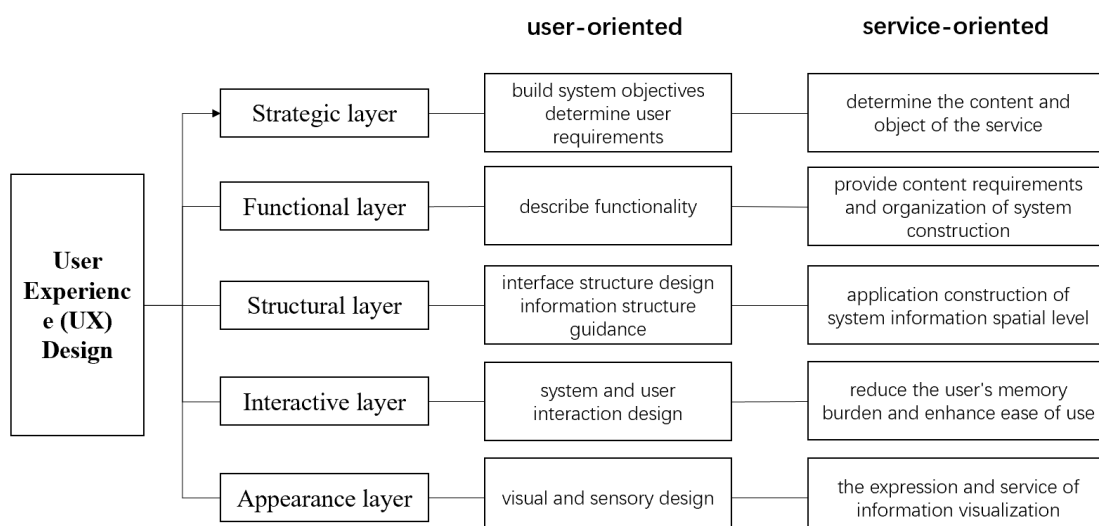 user-oriented
service-oriented
User
Experienc
e (UX)
Design
Strategic layer
build system objectives
determine user
requirements
determine the content and
object of the service
Functional layer
describe functionality
provide content requirements
and organization of system
construction
Structural layer
interface structure design
information structure
guidance
application construction of
system information spatial level
Interactive layer
system and user
interaction design
reduce the user's memory
burden and enhance ease of use
Appearance layer
visual and sensory design
the expression and service of
information visualization